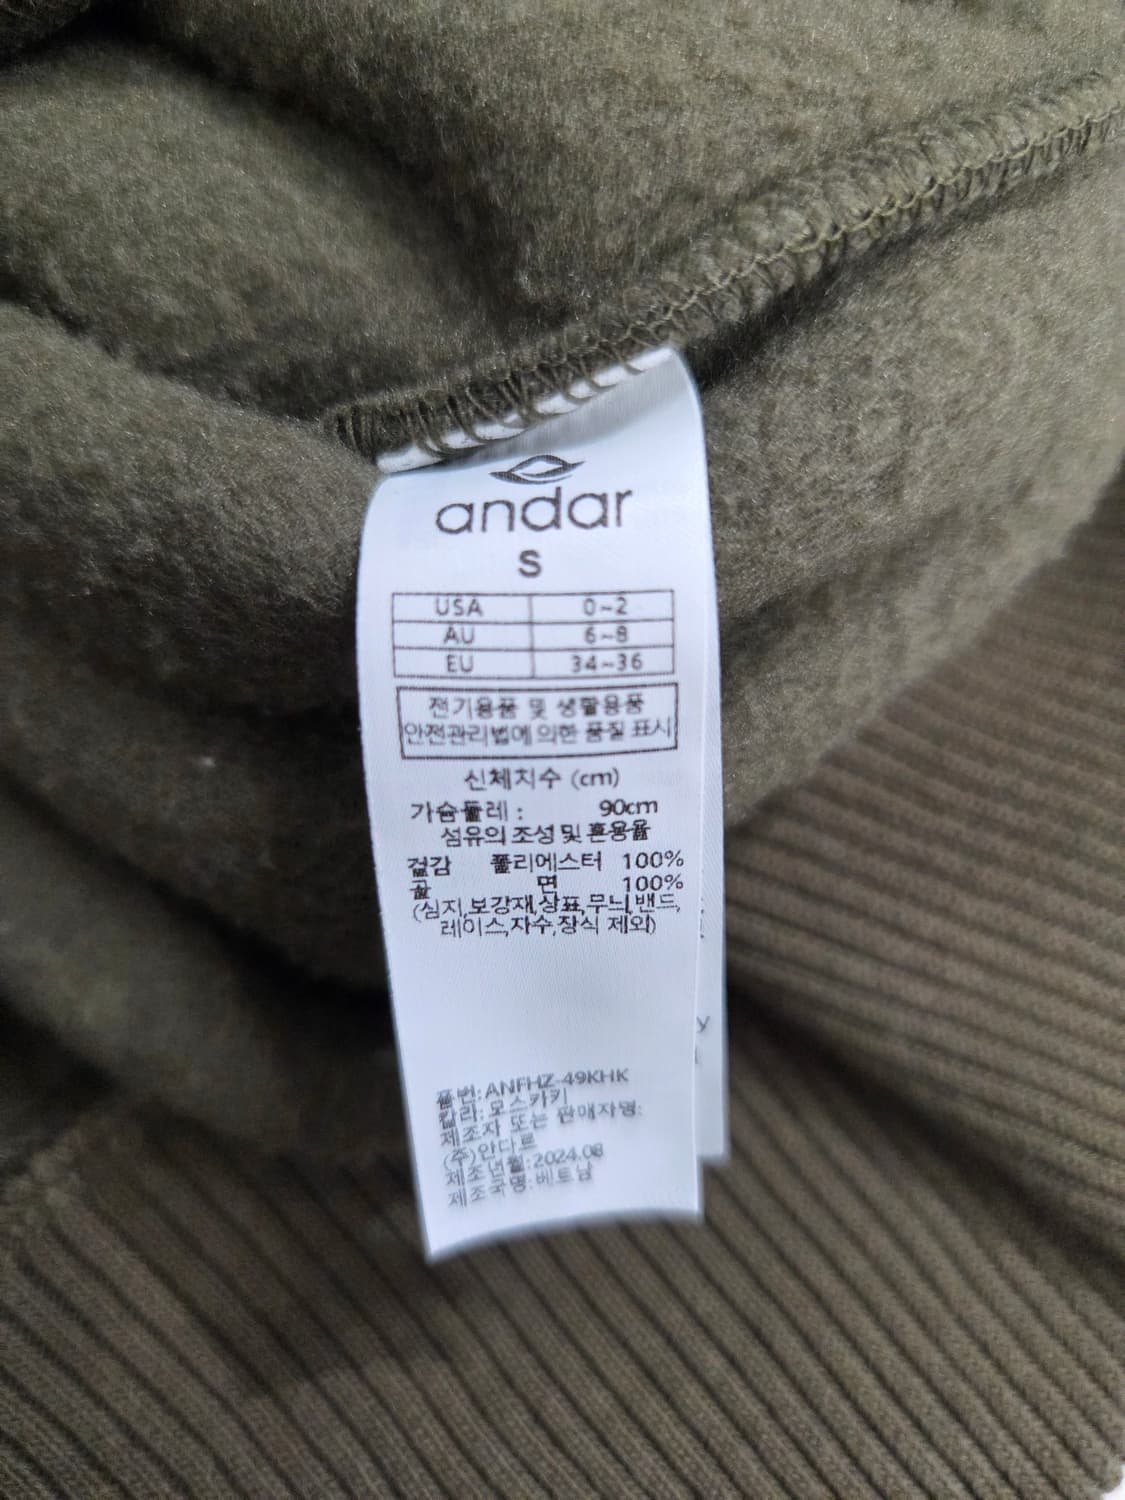 andar
S
USA 0~2
AU 6~8
EU 34~36
전기용품 및 생활용품
안전관리법에 의한 품질 표시
신체치수 (cm)
가슴둘레 : 90cm
섬유의 조성 및 혼용율
겉감 폴리에스터 100%
골 면 100%
(심지,보강재,상표,무늬,밴드,
레이스,자수,장식 제외)
품번: ANFHZ-49KHK
칼라: 모스카키
제조자 또는 판매자명:
(주)안다르
제조년월: 2024.08
제조국명: 베트남